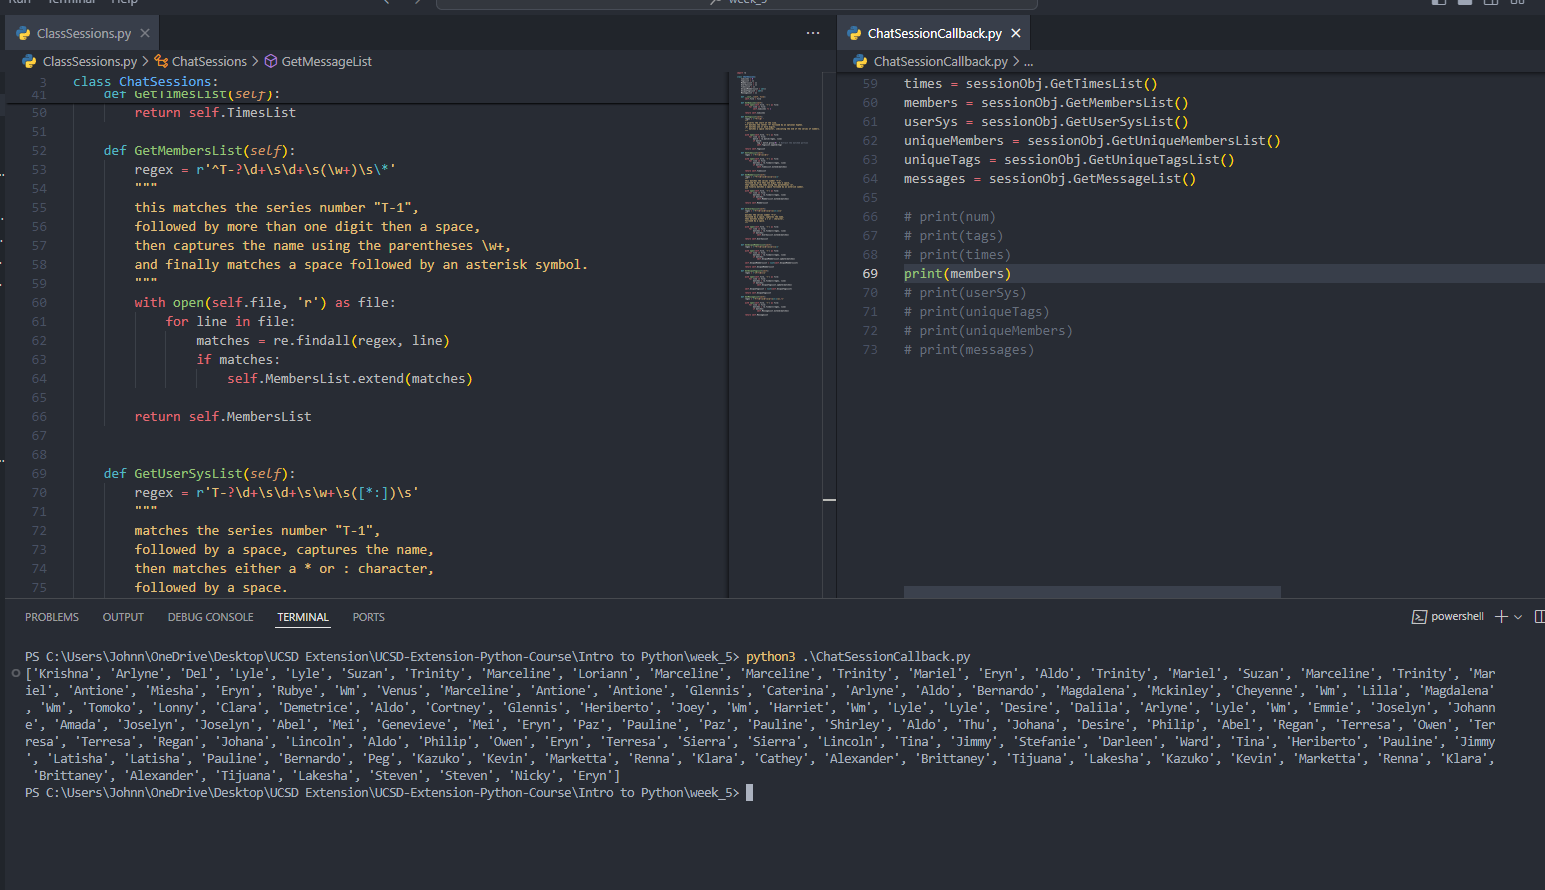 Run Terminal Help
week_5
ClassSessions.py
ClassSessions.py > ChatSessions > GetMessageList
3 class ChatSessions:
41 def GetTimesList(self):
50 return self.TimesList
51
52 def GetMembersList(self):
53 regex = r'^T-?\d+\s\d+\s(\w+)\s\*'
54 """
55 this matches the series number "T-1",
56 followed by more than one digit then a space,
57 then captures the name using the parentheses \w+,
58 and finally matches a space followed by an asterisk symbol.
59 """
60 with open(self.file, 'r') as file:
61 for line in file:
62 matches = re.findall(regex, line)
63 if matches:
64 self.MembersList.extend(matches)
65
66 return self.MembersList
67
68
69 def GetUserSysList(self):
70 regex = r'T-?\d+\s\d+\s\w+\s([*:])\s'
71 """
72 matches the series number "T-1",
73 followed by a space, captures the name,
74 then matches either a * or : character,
75 followed by a space.
ChatSessionCallback.py
ChatSessionCallback.py > ...
59 times = sessionObj.GetTimesList()
60 members = sessionObj.GetMembersList()
61 userSys = sessionObj.GetUserSysList()
62 uniqueMembers = sessionObj.GetUniqueMembersList()
63 uniqueTags = sessionObj.GetUniqueTagsList()
64 messages = sessionObj.GetMessageList()
65
66 # print(num)
67 # print(tags)
68 # print(times)
69 print(members)
70 # print(userSys)
71 # print(uniqueTags)
72 # print(uniqueMembers)
73 # print(messages)
PROBLEMS OUTPUT DEBUG CONSOLE TERMINAL PORTS
powershell
PS C:\Users\Johnn\OneDrive\Desktop\UCSD Extension\UCSD-Extension-Python-Course\Intro to Python\week_5> python3 .\ChatSessionCallback.py
['Krishna', 'Arlyne', 'Del', 'Lyle', 'Lyle', 'Suzan', 'Trinity', 'Marceline', 'Loriann', 'Marceline', 'Marceline', 'Trinity', 'Mariel', 'Eryn', 'Aldo', 'Trinity', 'Mariel', 'Suzan', 'Marceline', 'Trinity', 'Mar
iel', 'Antione', 'Miesha', 'Eryn', 'Rubye', 'Wm', 'Venus', 'Marceline', 'Antione', 'Antione', 'Glennis', 'Caterina', 'Arlyne', 'Aldo', 'Bernardo', 'Magdalena', 'Mckinley', 'Cheyenne', 'Wm', 'Lilla', 'Magdalena'
, 'Wm', 'Tomoko', 'Lonny', 'Clara', 'Demetrice', 'Aldo', 'Cortney', 'Glennis', 'Heriberto', 'Joey', 'Wm', 'Harriet', 'Wm', 'Lyle', 'Lyle', 'Desire', 'Dalila', 'Arlyne', 'Lyle', 'Wm', 'Emmie', 'Joselyn', 'Johann
e', 'Amada', 'Joselyn', 'Joselyn', 'Abel', 'Mei', 'Genevieve', 'Mei', 'Eryn', 'Paz', 'Pauline', 'Paz', 'Pauline', 'Shirley', 'Aldo', 'Thu', 'Johana', 'Desire', 'Philip', 'Abel', 'Regan', 'Terresa', 'Owen', 'Ter
resa', 'Terresa', 'Regan', 'Johana', 'Lincoln', 'Aldo', 'Philip', 'Owen', 'Eryn', 'Terresa', 'Sierra', 'Sierra', 'Lincoln', 'Tina', 'Jimmy', 'Stefanie', 'Darleen', 'Ward', 'Tina', 'Heriberto', 'Pauline', 'Jimmy
', 'Latisha', 'Latisha', 'Pauline', 'Bernardo', 'Peg', 'Kazuko', 'Kevin', 'Marketta', 'Renna', 'Klara', 'Cathey', 'Alexander', 'Brittaney', 'Tijuana', 'Lakesha', 'Kazuko', 'Kevin', 'Marketta', 'Renna', 'Klara',
'Brittaney', 'Alexander', 'Tijuana', 'Lakesha', 'Steven', 'Steven', 'Nicky', 'Eryn']
PS C:\Users\Johnn\OneDrive\Desktop\UCSD Extension\UCSD-Extension-Python-Course\Intro to Python\week_5>